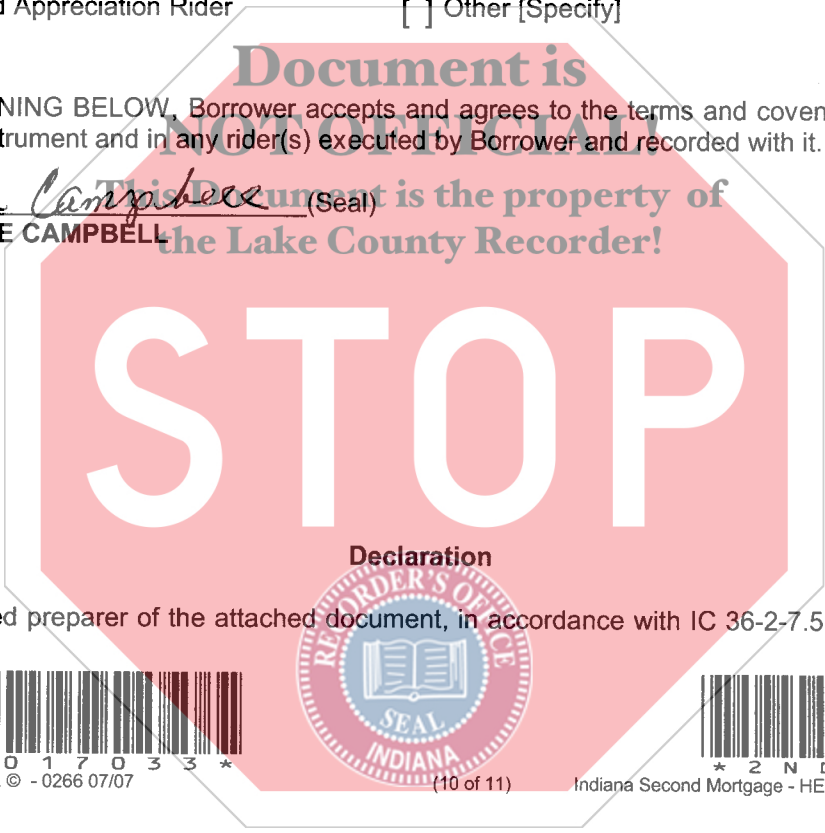 d Appreciation Rider [ ] Other [Specify]
Document is
NING BELOW, Borrower accepts and agrees to the terms and coven
NOT OFFICIAL!
trument and in any rider(s) executed by Borrower and recorded with it.
This Document is the property of
Campbell (Seal)
E CAMPBELL
the Lake County Recorder!
STOP
Declaration
RECORDER'S OFFICE
ed preparer of the attached document, in accordance with IC 36-2-7.5
SEAL
INDIANA
0 1 7 0 3 3 *
* 2 N D
© - 0266 07/07 (10 of 11) Indiana Second Mortgage - HE